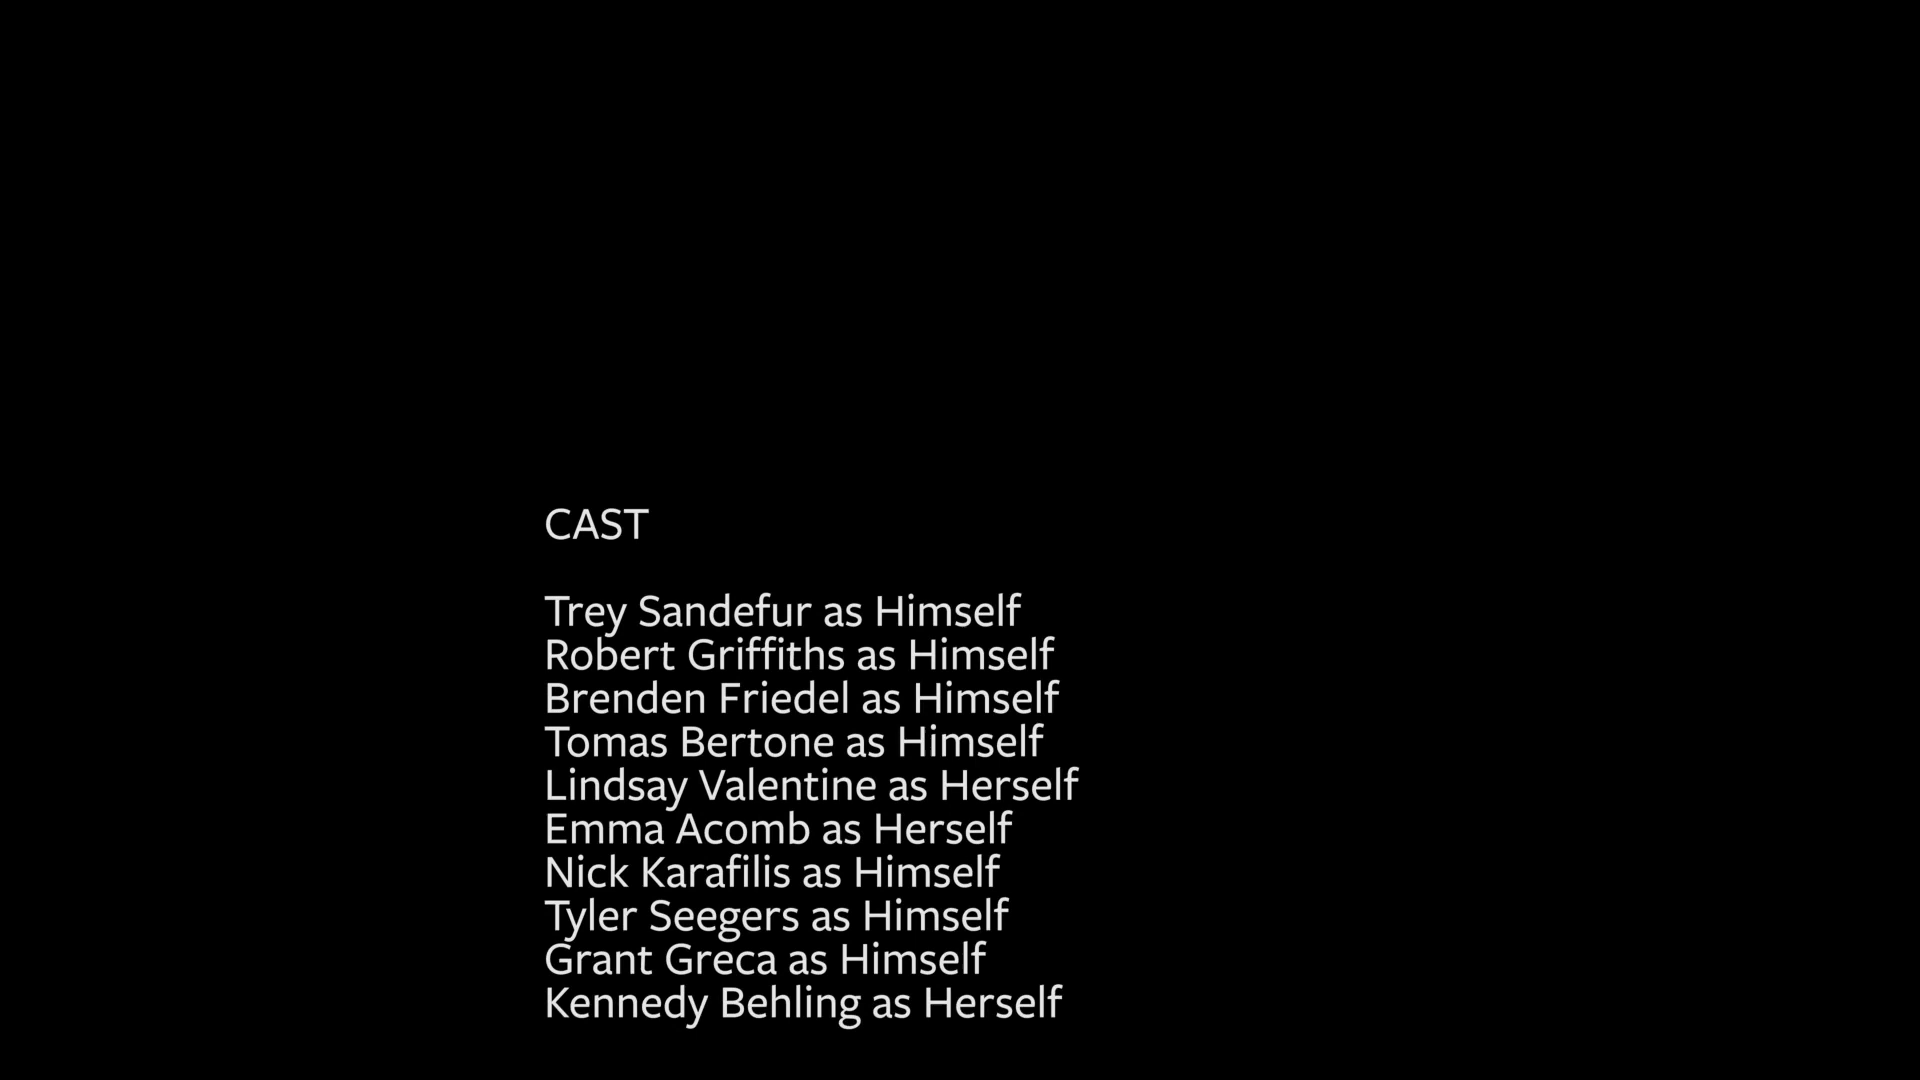 CAST
Trey Sandefur as Himself
Robert Griffiths as Himself
Brenden Friedel as Himself
Tomas Bertone as Himself
Lindsay Valentine as Herself
Emma Acomb as Herself
Nick Karafilis as Himself
Tyler Seegers as Himself
Grant Greca as Himself
Kennedy Behling as Herself